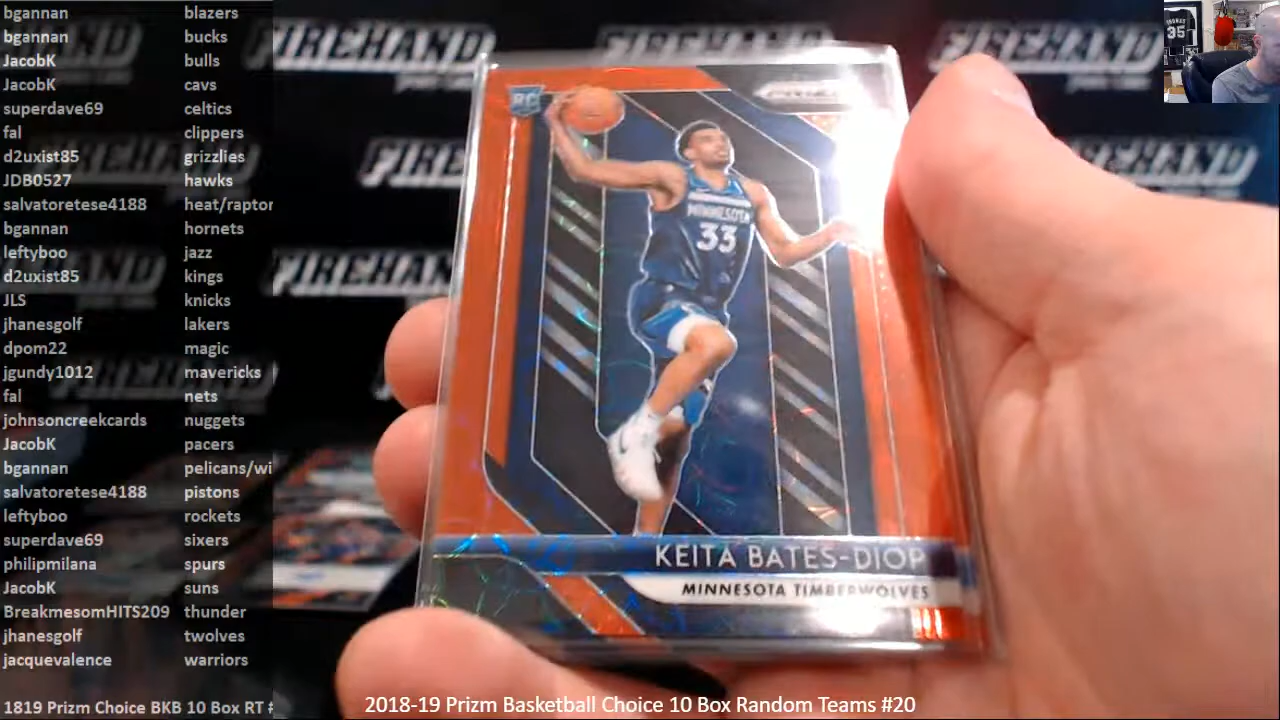 bgannan blazers
bgannan bucks
JacobK bulls
JacobK cavs
superdave69 celtics
fal clippers
d2uxist85 grizzlies
JDB0527 hawks
salvatoretese4188 heat/raptor
bgannan hornets
leftyboo jazz
d2uxist85 kings
JLS knicks
jhanesgolf lakers
dpom22 magic
jgundy1012 mavericks
fal nets
johnsoncreekcards nuggets
JacobK pacers
bgannan pelicans/wi
salvatoretese4188 pistons
leftyboo rockets
superdave69 sixers
philipmilana spurs
JacobK suns
BreakmesomHITS209 thunder
jhanesgolf twolves
jacquevalence warriors
1819 Prizm Choice BKB 10 Box RT #
FIREHAND
FIREHAND
RC
PRIZM
MINNESOTA
33
KEITA BATES-DIOP
MINNESOTA TIMBERWOLVES
35
2018-19 Prizm Basketball Choice 10 Box Random Teams #20